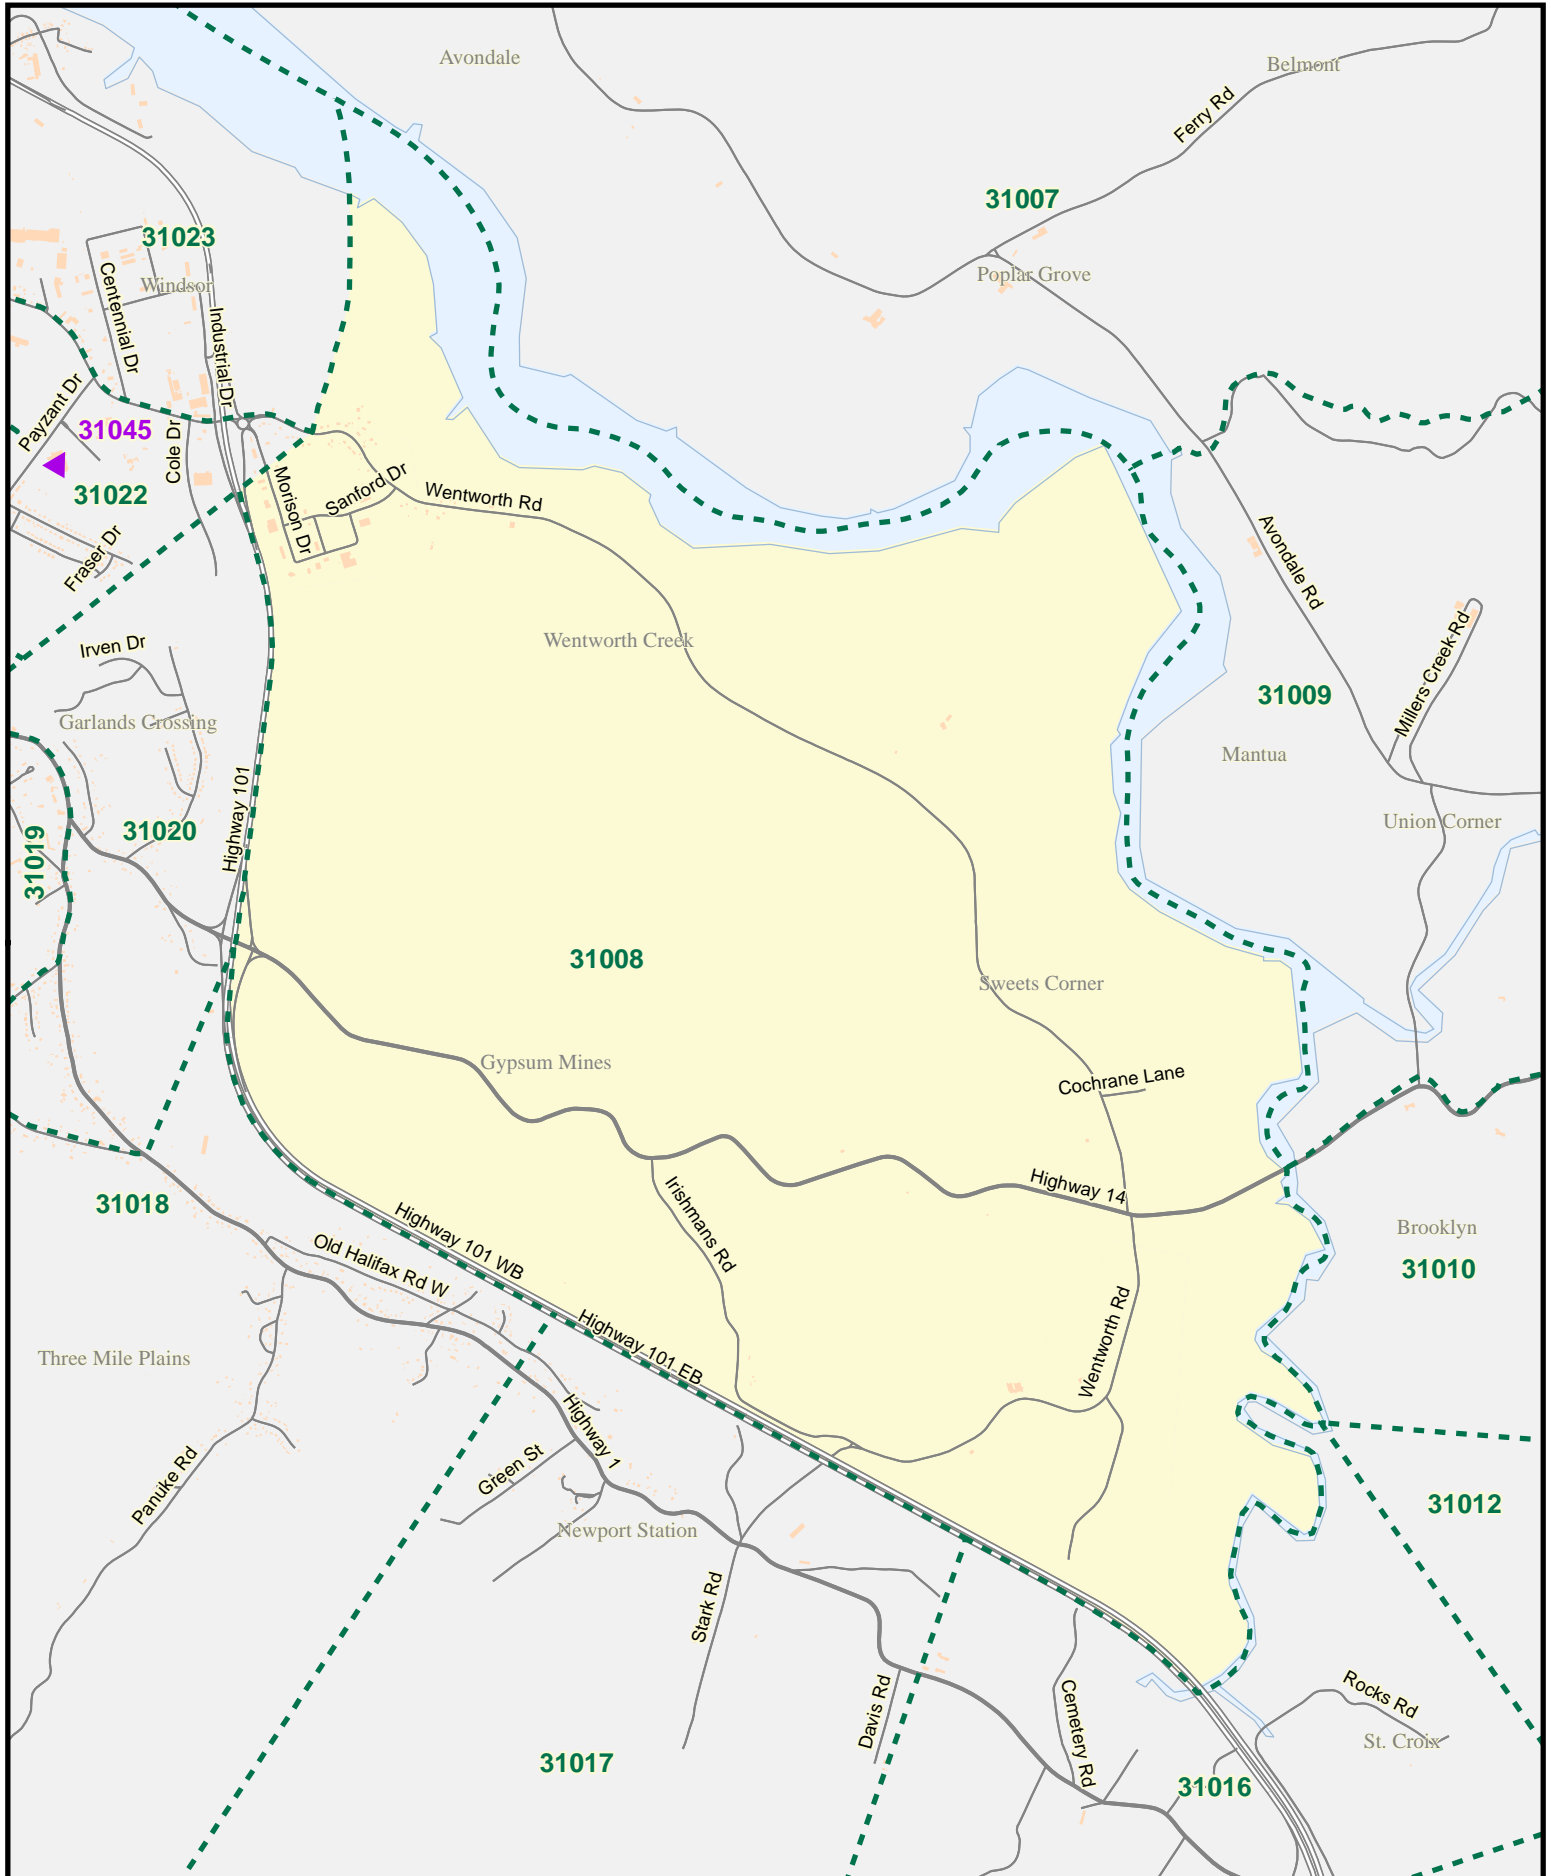 Avondale
Belmont
Ferry Rd
31007
31023
Windsor
Centennial Dr
Industrial Dr
Poplar Grove
Payzant Dr
31045
Cole Dr
31022
Morison Dr
Sanford Dr
Wentworth Rd
Fraser Dr
Avondale Rd
Irven Dr
Wentworth Creek
Millers Creek Rd
31009
Garlands Crossing
Mantua
Highway 101
31019
31020
Union Corner
31008
Sweets Corner
Gypsum Mines
Cochrane Lane
31018
Highway 14
Irishmans Rd
Highway 101 WB
Old Halifax Rd W
Brooklyn
31010
Highway 101 EB
Wentworth Rd
Three Mile Plains
Highway 1
Green St
Panuke Rd
Newport Station
31012
Stark Rd
Davis Rd
Cemetery Rd
Rocks Rd
St. Croix
31017
31016